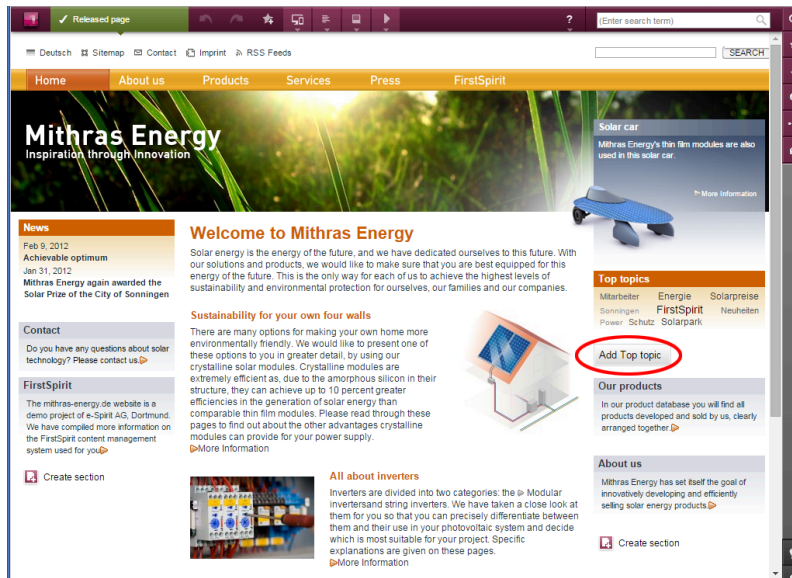 Released page
?
(Enter search term)
Deutsch Sitemap Contact Imprint RSS Feeds
SEARCH
Home About us Products Services Press FirstSpirit
Mithras Energy
Inspiration through Innovation
Solar car
Mithras Energy's thin film modules are also
used in this solar car.
More Information
News
Feb 9, 2012
Achievable optimum
Jan 31, 2012
Mithras Energy again awarded the
Solar Prize of the City of Sonningen
Contact
Do you have any questions about solar
technology? Please contact us.
FirstSpirit
The mithras-energy.de website is a
demo project of e-Spirit AG, Dortmund.
We have compiled more information on
the FirstSpirit content management
system used for you
Create section
Welcome to Mithras Energy
Solar energy is the energy of the future, and we have dedicated ourselves to this future. With
our solutions and products, we would like to make sure that you are best equipped for this
energy of the future. This is the only way for each of us to achieve the highest levels of
sustainability and environmental protection for ourselves, our families and our companies.
Sustainability for your own four walls
There are many options for making your own home more
environmentally friendly. We would like to present one of
these options to you in greater detail, by using our
crystalline solar modules. Crystalline modules are
extremely efficient as, due to the amorphous silicon in their
structure, they can achieve up to 10 percent greater
efficiencies in the generation of solar energy than
comparable thin film modules. Please read through these
pages to find out about the other advantages crystalline
modules can provide for your power supply.
More Information
All about inverters
Inverters are divided into two categories: the Modular
invertersand string inverters. We have taken a close look at
them for you so that you can precisely differentiate between
them and their use in your photovoltaic system and decide
which is most suitable for your project. Specific
explanations are given on these pages.
More Information
Top topics
Mitarbeiter Energie Solarpreise
Sonningen FirstSpirit Neuheiten
Power Schutz Solarpark
Add Top topic
Our products
In our product database you will find all
products developed and sold by us, clearly
arranged together.
About us
Mithras Energy has set itself the goal of
innovatively developing and efficiently
selling solar energy products.
Create section